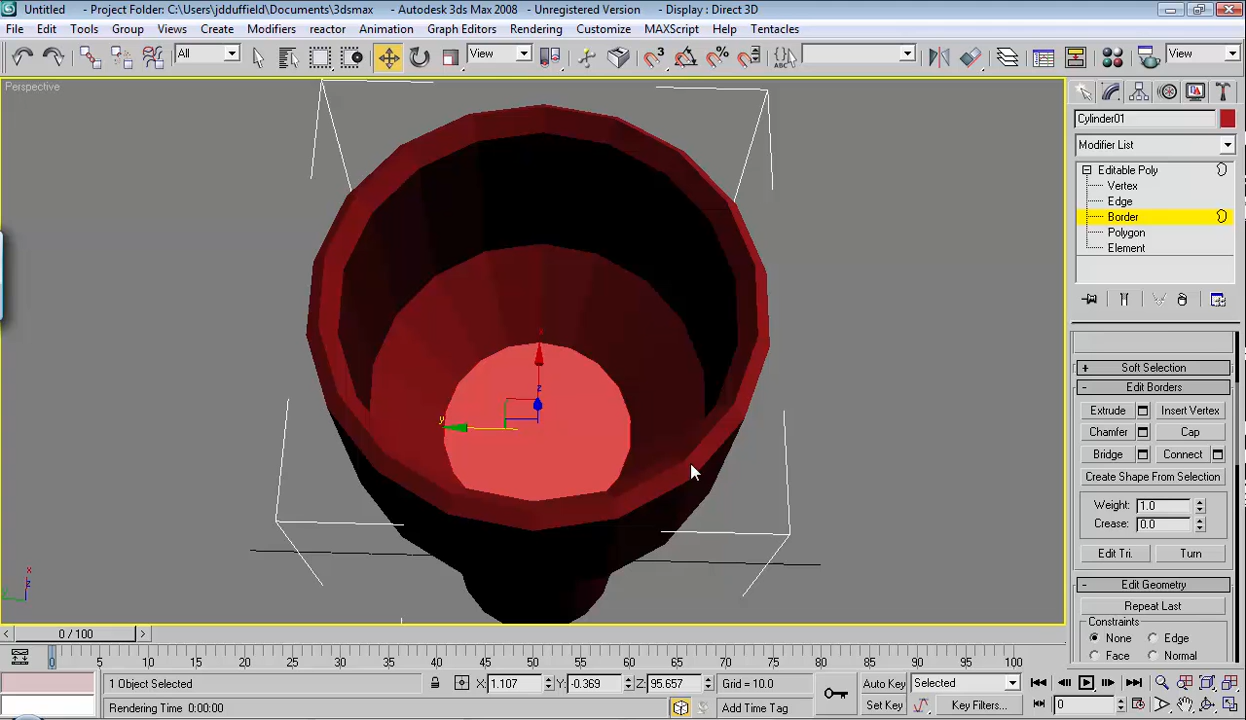 Untitled - Project Folder: C:\Users\jdduffield\Documents\3dsmax - Autodesk 3ds Max 2008 - Unregistered Version - Display : Direct 3D
File Edit Tools Group Views Create Modifiers reactor Animation Graph Editors Rendering Customize MAXScript Help Tentacles
All View View
Perspective
Cylinder01
Modifier List
Editable Poly
Vertex
Edge
Border
Polygon
Element
+ Soft Selection
- Edit Borders
Extrude Insert Vertex
Chamfer Cap
Bridge Connect
Create Shape From Selection
Weight: 1.0
Crease: 0.0
Edit Tri. Turn
- Edit Geometry
Repeat Last
Constraints
None Edge
Face Normal
x
z
y
x
z
y
< 0 / 100 >
0 5 10 15 20 25 30 35 40 45 50 55 60 65 70 75 80 85 90 95 100
1 Object Selected X: 1.107 Y: -0.369 Z: 95.657 Grid = 10.0 Auto Key Selected
Rendering Time 0:00:00 Add Time Tag Set Key Key Filters... 0